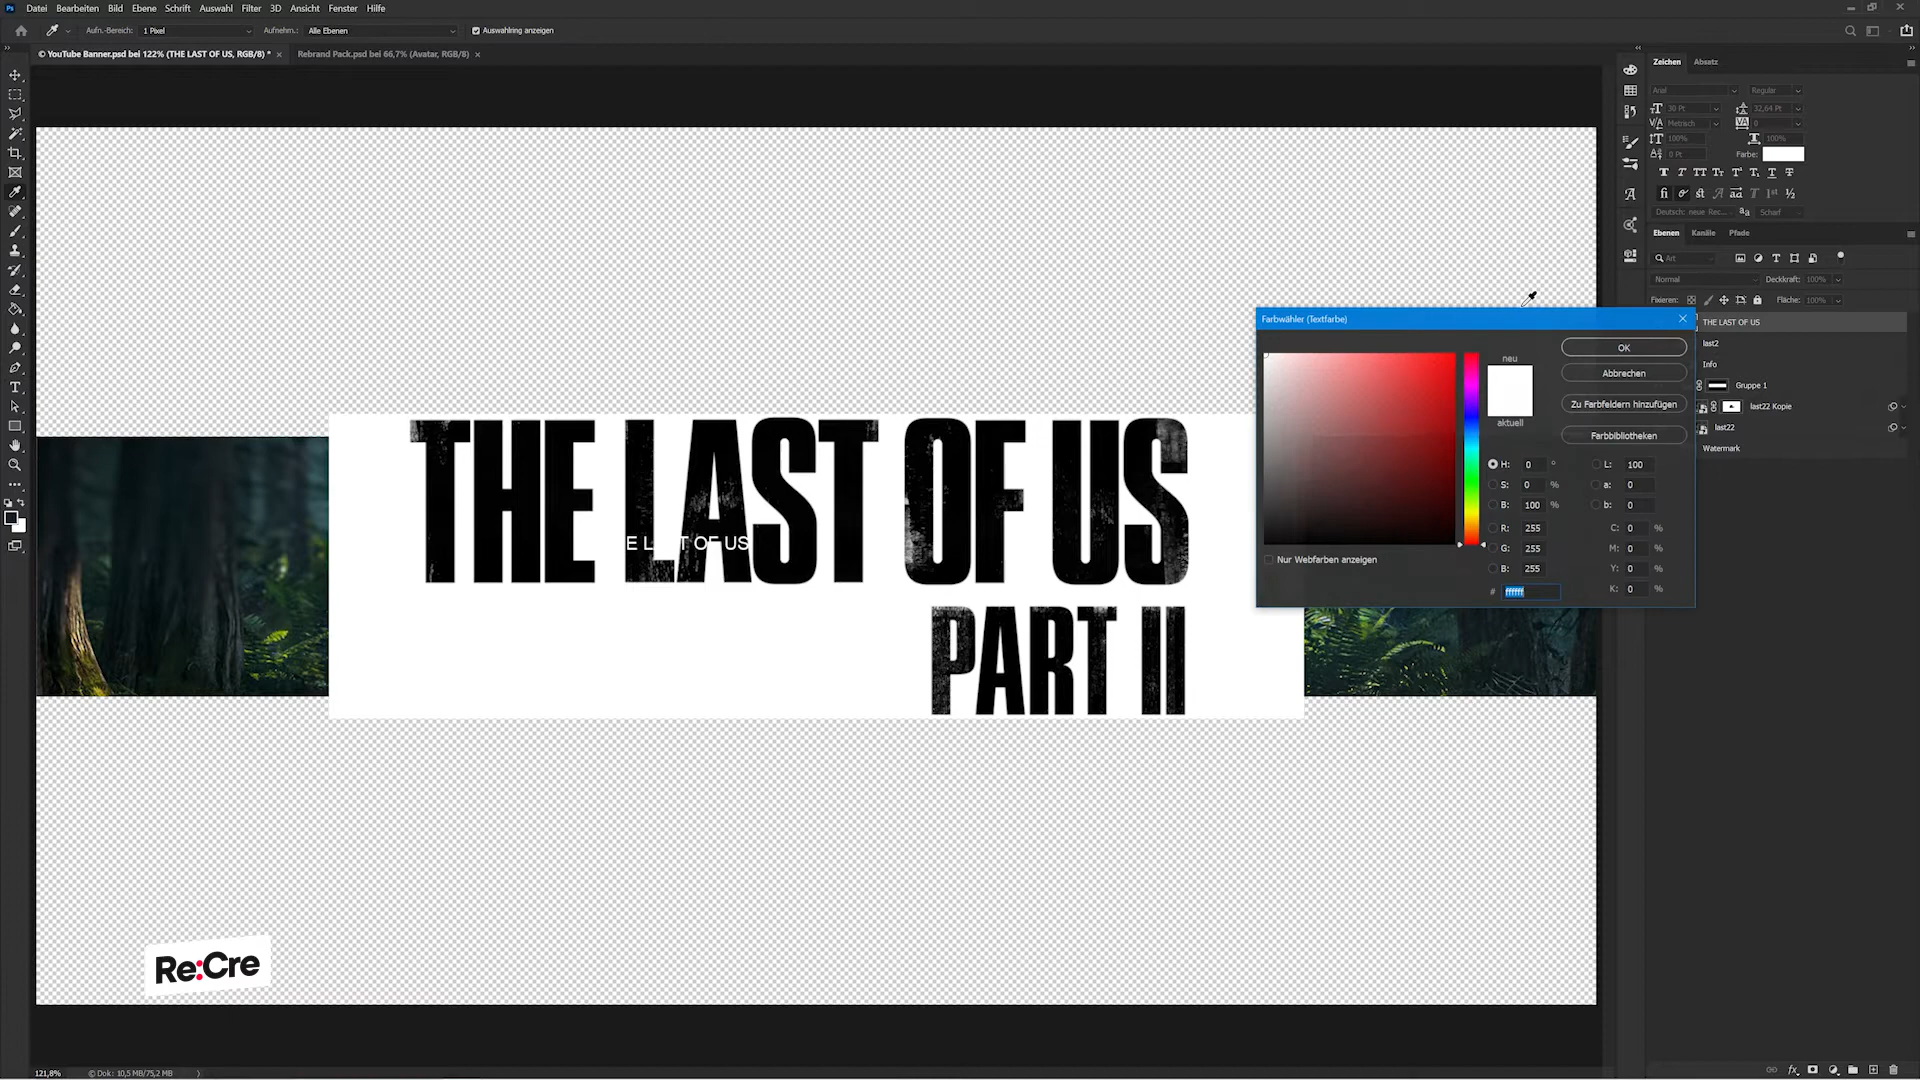 Ps Datei Bearbeiten Bild Ebene Schrift Auswahl Filter 3D Ansicht Fenster Hilfe
Aufn.-Bereich: 1 Pixel Aufnehm.: Alle Ebenen Auswahlring anzeigen
© YouTube Banner.psd bei 122% (THE LAST OF US, RGB/8) * × Rebrand Pack.psd bei 66,7% (Avatar, RGB/8) ×
Zeichen Absatz
Arial Regular
30 Pt 32,64 Pt
Metrisch 0
100% 100%
0 Pt Farbe:
Deutsch: neue Rec... Scharf
Ebenen Kanäle Pfade
Art
Normal Deckkraft: 100%
Fixieren: Fläche: 100%
THE LAST OF US
last2
Info
Gruppe 1
last22 Kopie
last22
Watermark
Farbwähler (Textfarbe)
neu
aktuell
OK
Abbrechen
Zu Farbfeldern hinzufügen
Farbbibliotheken
H: 0 ° L: 100
S: 0 % a: 0
B: 100 % b: 0
R: 255 C: 0 %
G: 255 M: 0 %
B: 255 Y: 0 %
# ffffff K: 0 %
Nur Webfarben anzeigen
THE LAST OF US
E LAST OF US
PART II
Re:Cre
121,8% © Dok: 10,5 MB/75,2 MB